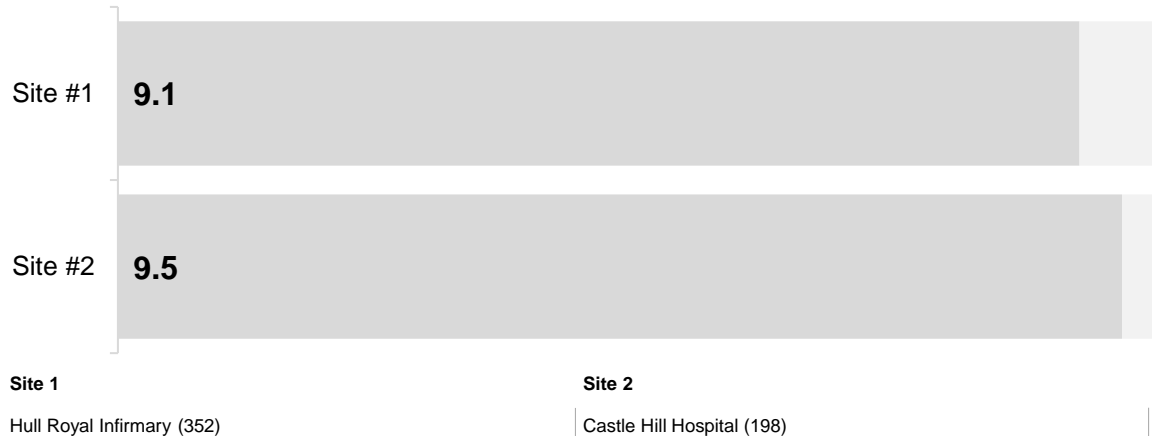 Site #1 9.1
Site #2 9.5
Site 1 Site 2
Hull Royal Infirmary (352) Castle Hill Hospital (198)